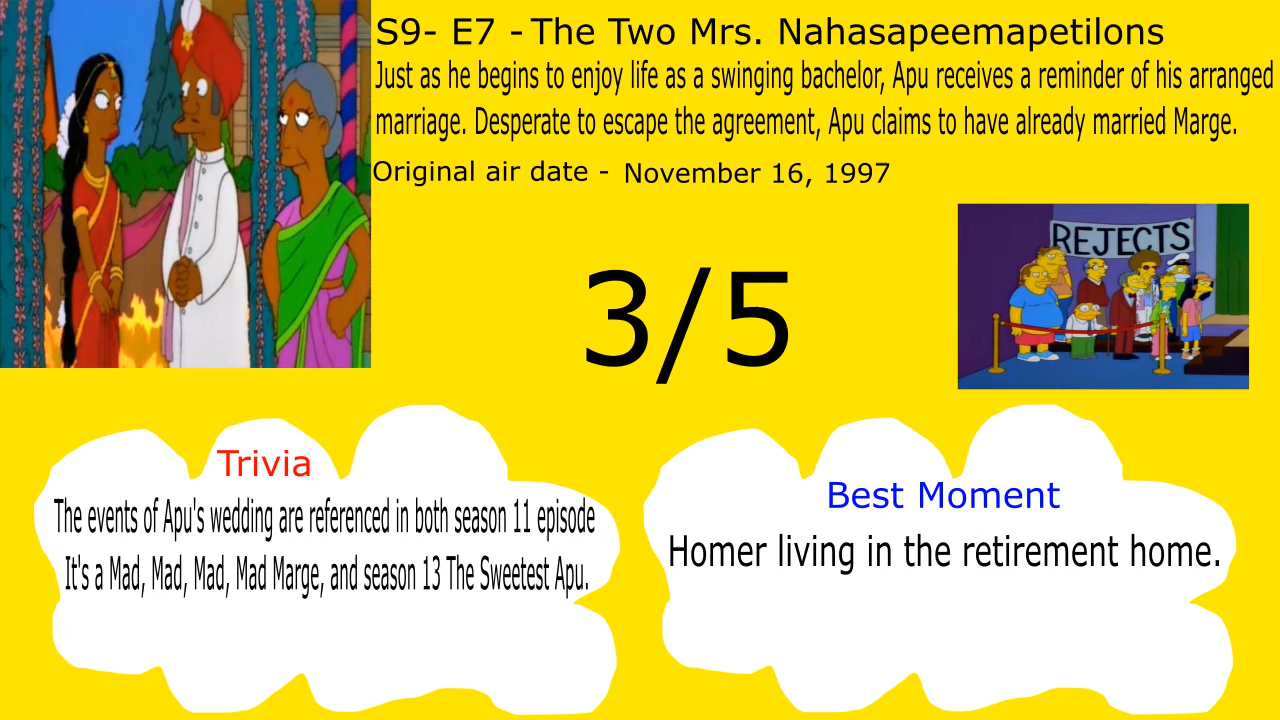 S9- E7 - The Two Mrs. Nahasapeemapetilons
Just as he begins to enjoy life as a swinging bachelor, Apu receives a reminder of his arranged
marriage. Desperate to escape the agreement, Apu claims to have already married Marge.
Original air date - November 16, 1997
REJECTS
3/5
Trivia
The events of Apu's wedding are referenced in both season 11 episode
It's a Mad, Mad, Mad, Mad Marge, and season 13 The Sweetest Apu.
Best Moment
Homer living in the retirement home.